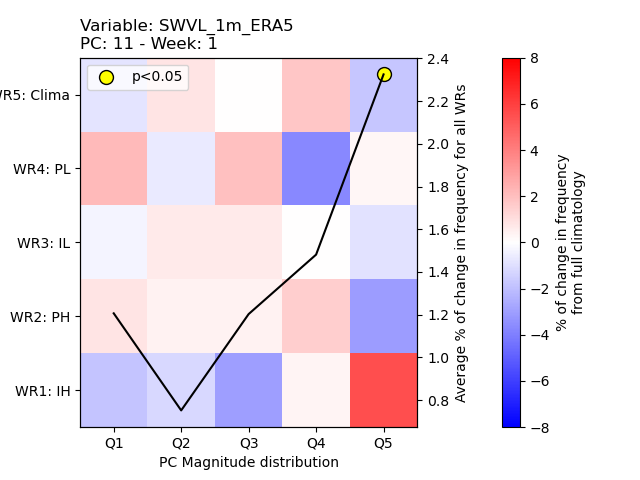 Variable: SWVL_1m_ERA5
PC: 11 - Week: 1
p<0.05
WR5: Clima
WR4: PL
WR3: IL
WR2: PH
WR1: IH
Q1 Q2 Q3 Q4 Q5
PC Magnitude distribution
2.4
2.2
2.0
1.8
1.6
1.4
1.2
1.0
0.8
Average % of change in frequency for all WRs
8
6
4
2
0
−2
−4
−6
−8
% of change in frequency
from full climatology